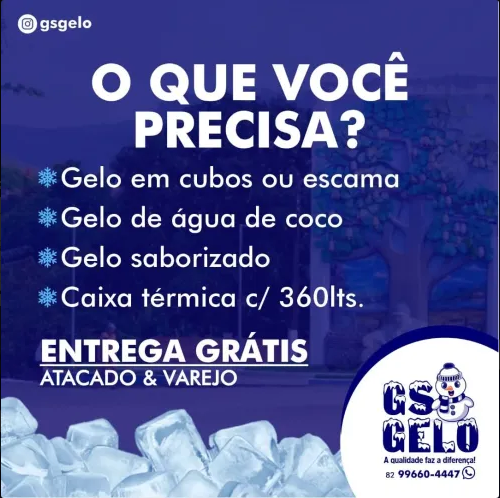 gsgelo
O QUE VOCÊ
PRECISA?
Gelo em cubos ou escama
Gelo de água de coco
Gelo saborizado
Caixa térmica c/ 360lts.
ENTREGA GRÁTIS
ATACADO & VAREJO
GS
GELO
A qualidade faz a diferença!
82 99660-4447